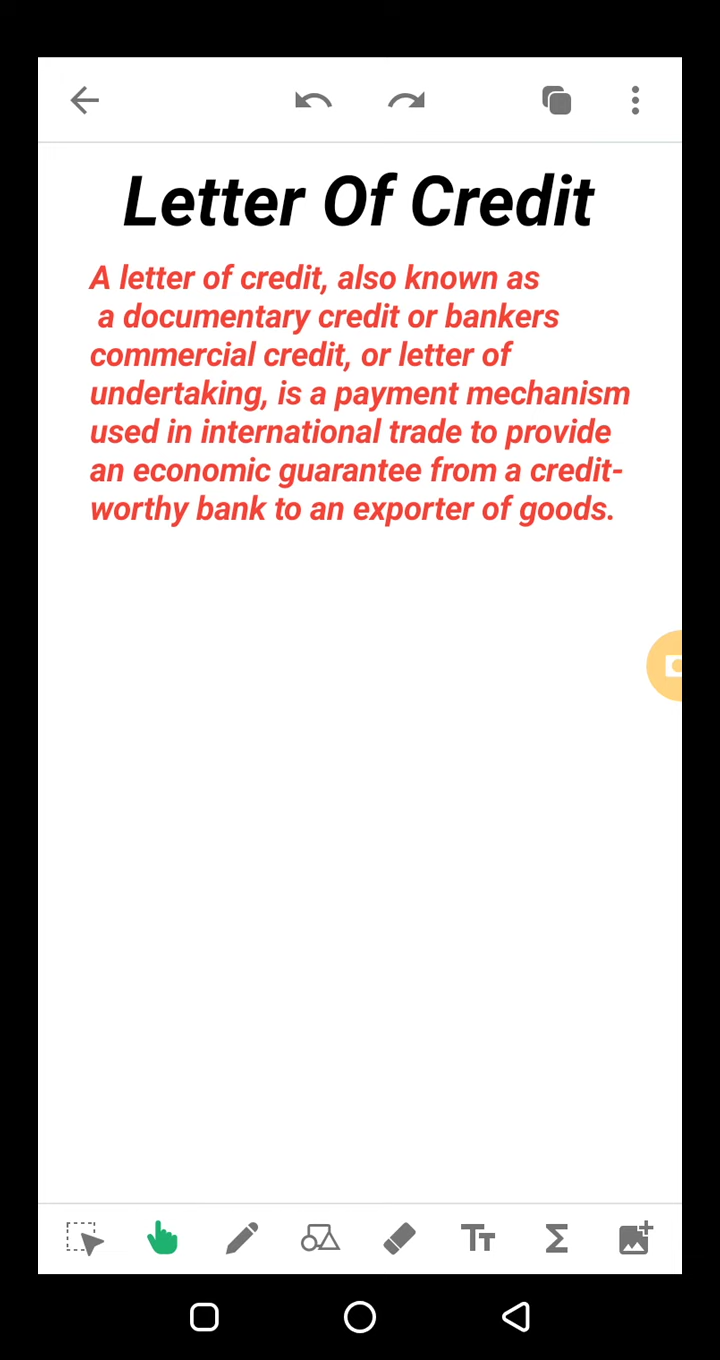 Letter Of Credit
A letter of credit, also known as
a documentary credit or bankers
commercial credit, or letter of
undertaking, is a payment mechanism
used in international trade to provide
an economic guarantee from a credit-
worthy bank to an exporter of goods.